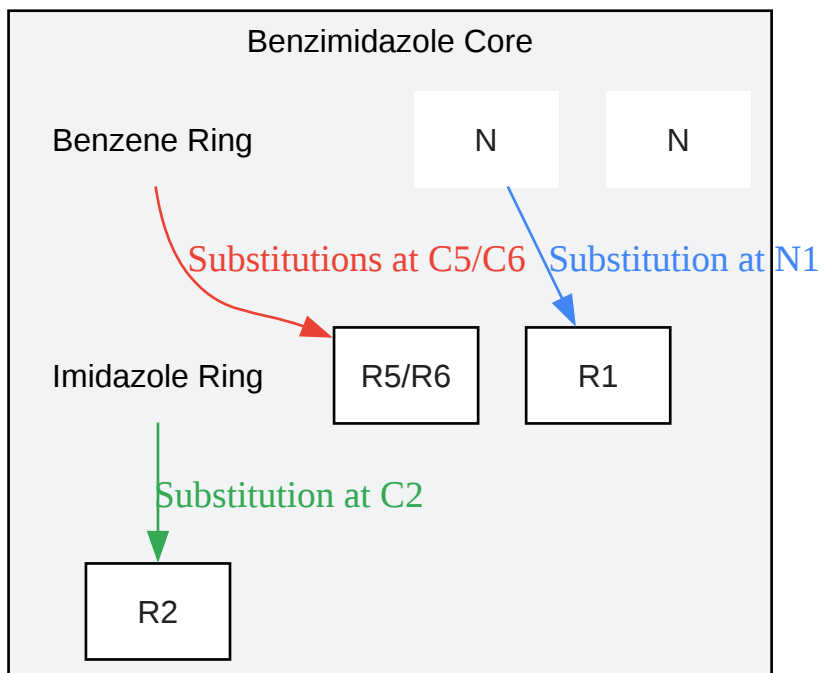 Benzimidazole Core
Benzene Ring
N
N
Substitutions at C5/C6
Substitution at N1
Imidazole Ring
R5/R6
R1
Substitution at C2
R2